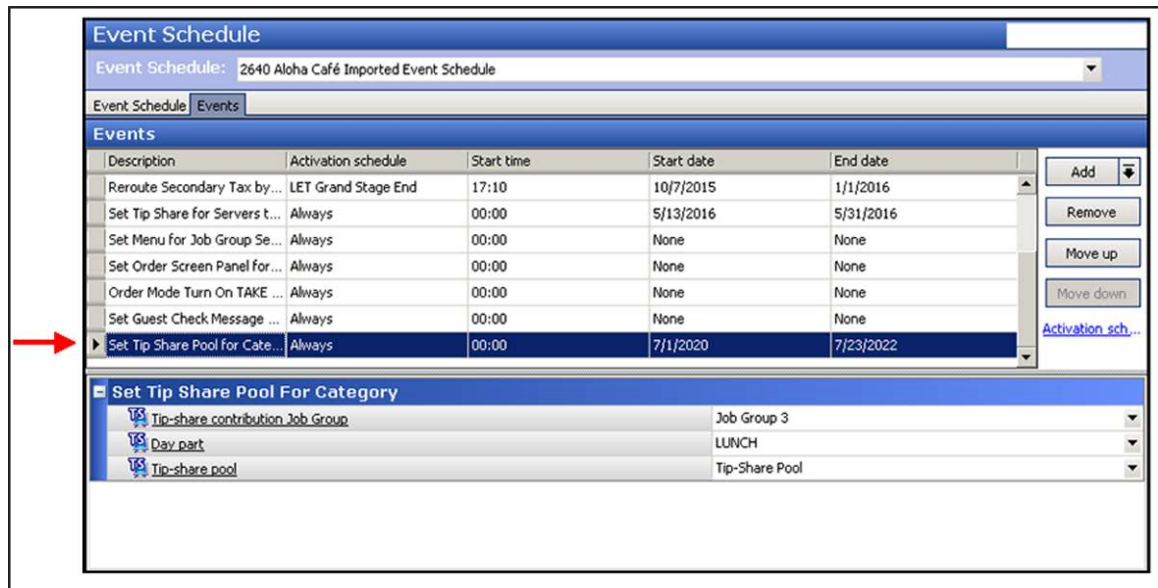 Event Schedule
Event Schedule: 2640 Aloha Café Imported Event Schedule
Event Schedule Events
Events
Description Activation schedule Start time Start date End date
Reroute Secondary Tax by... LET Grand Stage End 17:10 10/7/2015 1/1/2016
Set Tip Share for Servers t... Always 00:00 5/13/2016 5/31/2016
Set Menu for Job Group Se... Always 00:00 None None
Set Order Screen Panel for... Always 00:00 None None
Order Mode Turn On TAKE ... Always 00:00 None None
Set Guest Check Message ... Always 00:00 None None
Set Tip Share Pool for Cate... Always 00:00 7/1/2020 7/23/2022
Add
Remove
Move up
Move down
Activation sch...
Set Tip Share Pool For Category
TS Tip-share contribution Job Group Job Group 3
TS Day part LUNCH
TS Tip-share pool Tip-Share Pool